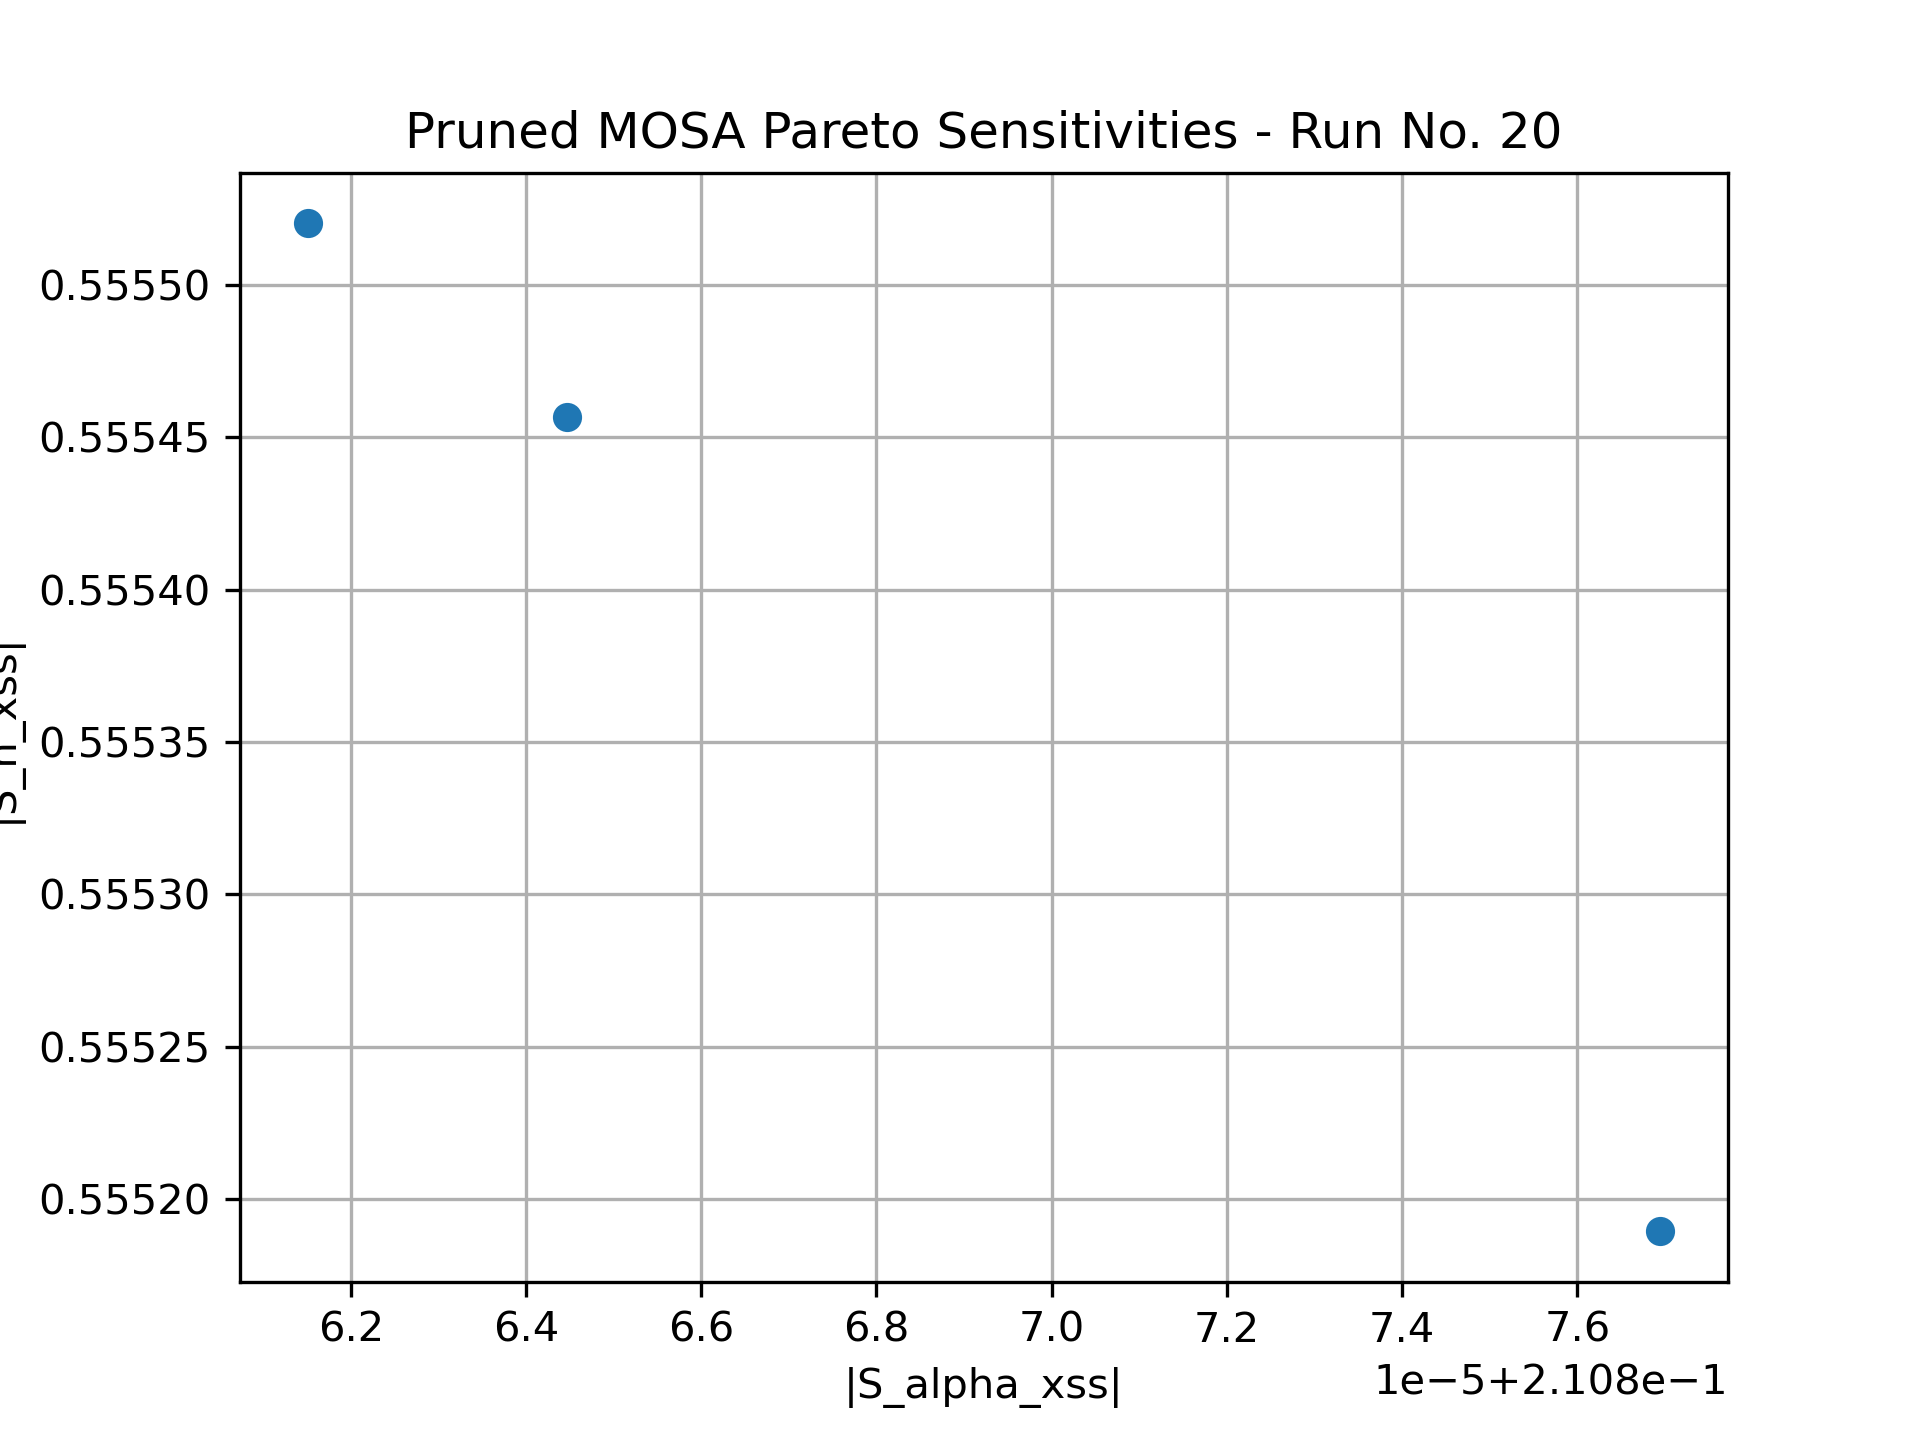 Pruned MOSA Pareto Sensitivities - Run No. 20
0.55550
0.55545
0.55540
0.55535
0.55530
0.55525
0.55520
|S_n_xss|
6.2 6.4 6.6 6.8 7.0 7.2 7.4 7.6
1e−5+2.108e−1
|S_alpha_xss|